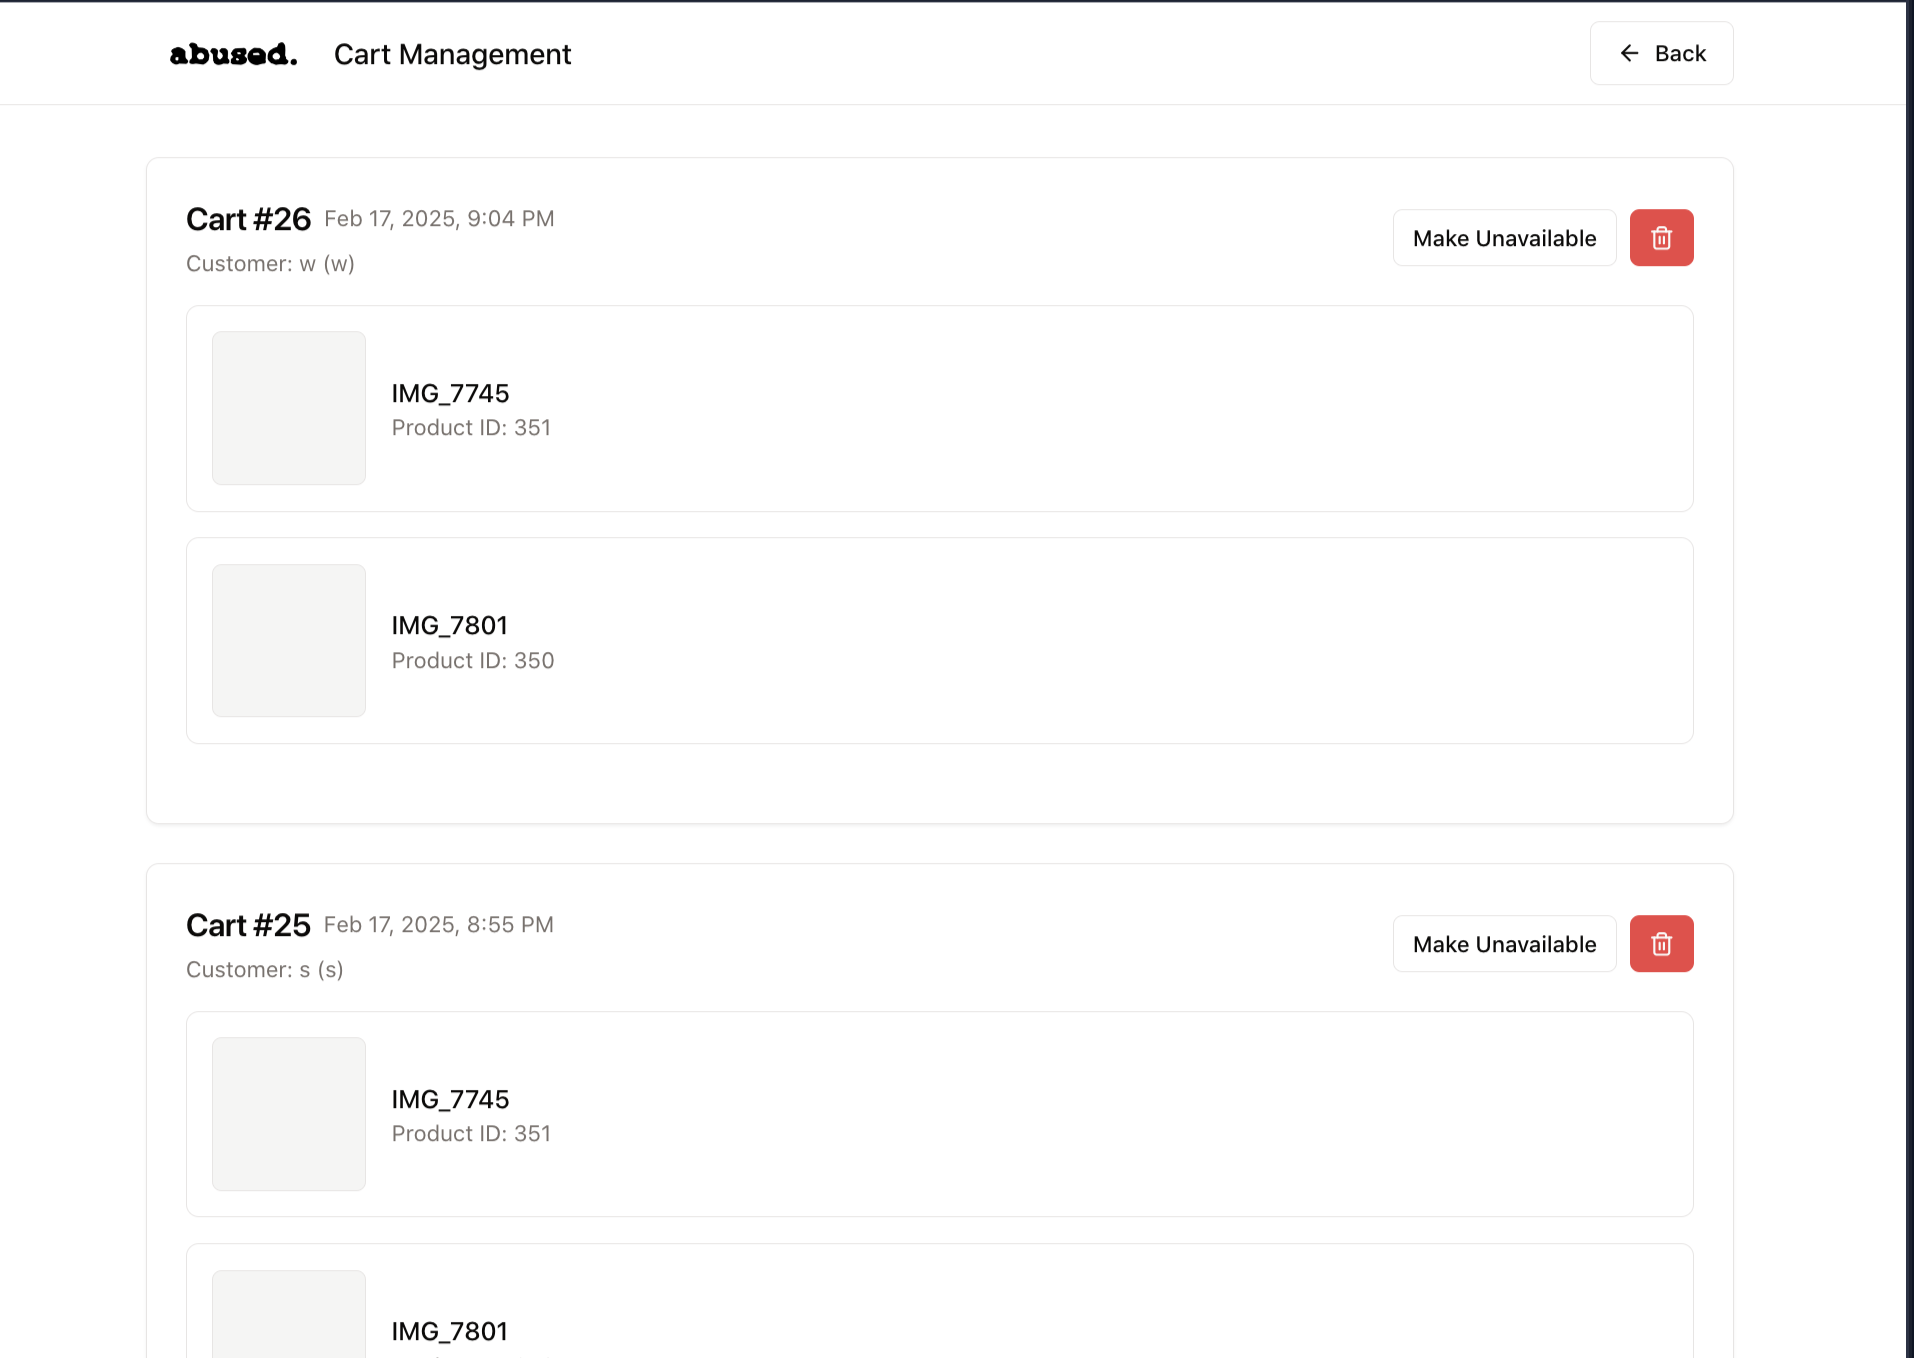 abused.
Cart Management
Back
Cart #26 Feb 17, 2025, 9:04 PM
Customer: w (w)
Make Unavailable
IMG_7745
Product ID: 351
IMG_7801
Product ID: 350
Cart #25 Feb 17, 2025, 8:55 PM
Customer: s (s)
Make Unavailable
IMG_7745
Product ID: 351
IMG_7801